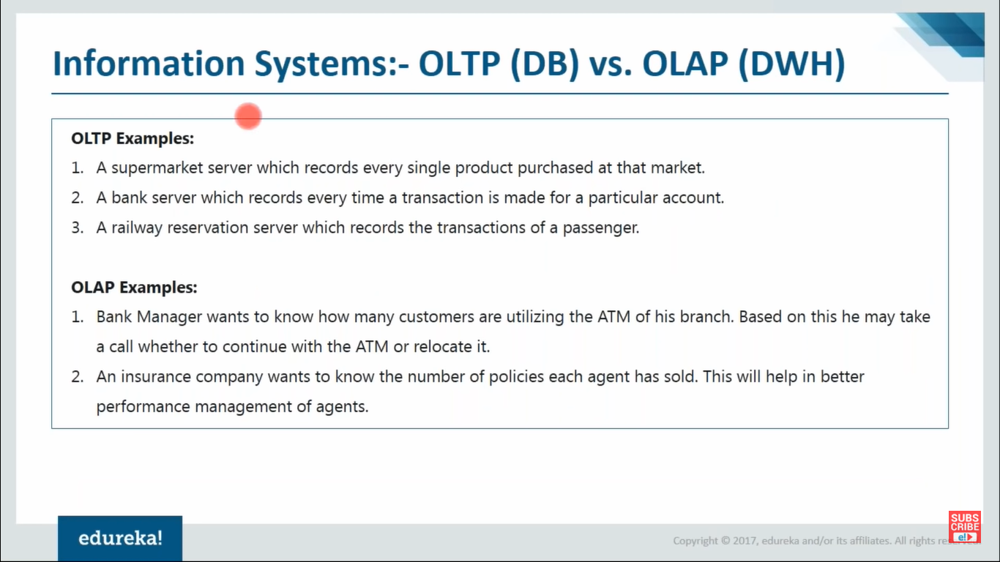 Information Systems:- OLTP (DB) vs. OLAP (DWH)
OLTP Examples:
1. A supermarket server which records every single product purchased at that market.
2. A bank server which records every time a transaction is made for a particular account.
3. A railway reservation server which records the transactions of a passenger.
OLAP Examples:
1. Bank Manager wants to know how many customers are utilizing the ATM of his branch. Based on this he may take
a call whether to continue with the ATM or relocate it.
2. An insurance company wants to know the number of policies each agent has sold. This will help in better
performance management of agents.
edureka!
Copyright © 2017, edureka and/or its affiliates. All rights
SUBS
CRIBE
e!